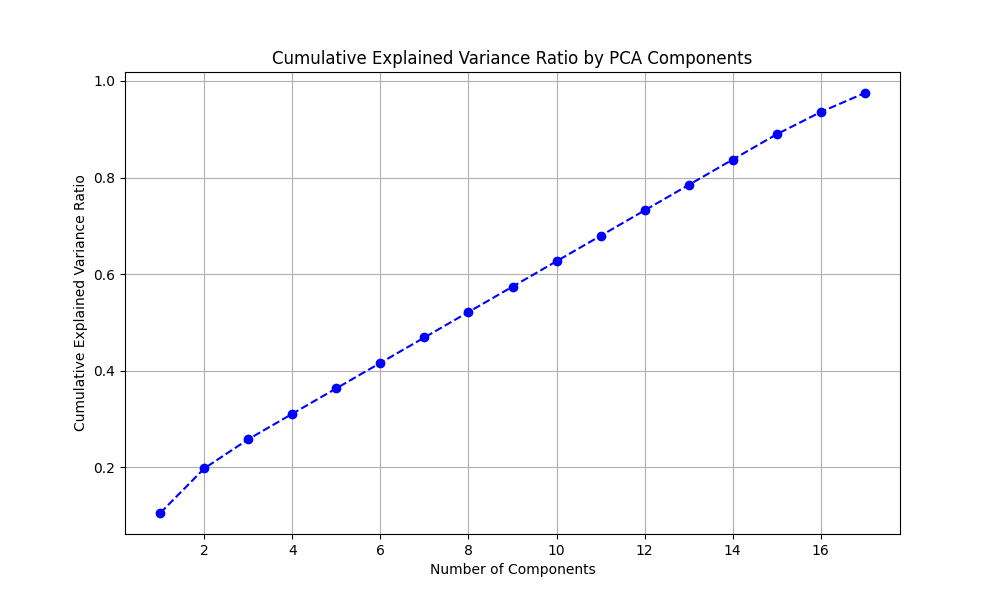 Cumulative Explained Variance Ratio by PCA Components
Cumulative Explained Variance Ratio
1.0
0.8
0.6
0.4
0.2
2 4 6 8 10 12 14 16
Number of Components